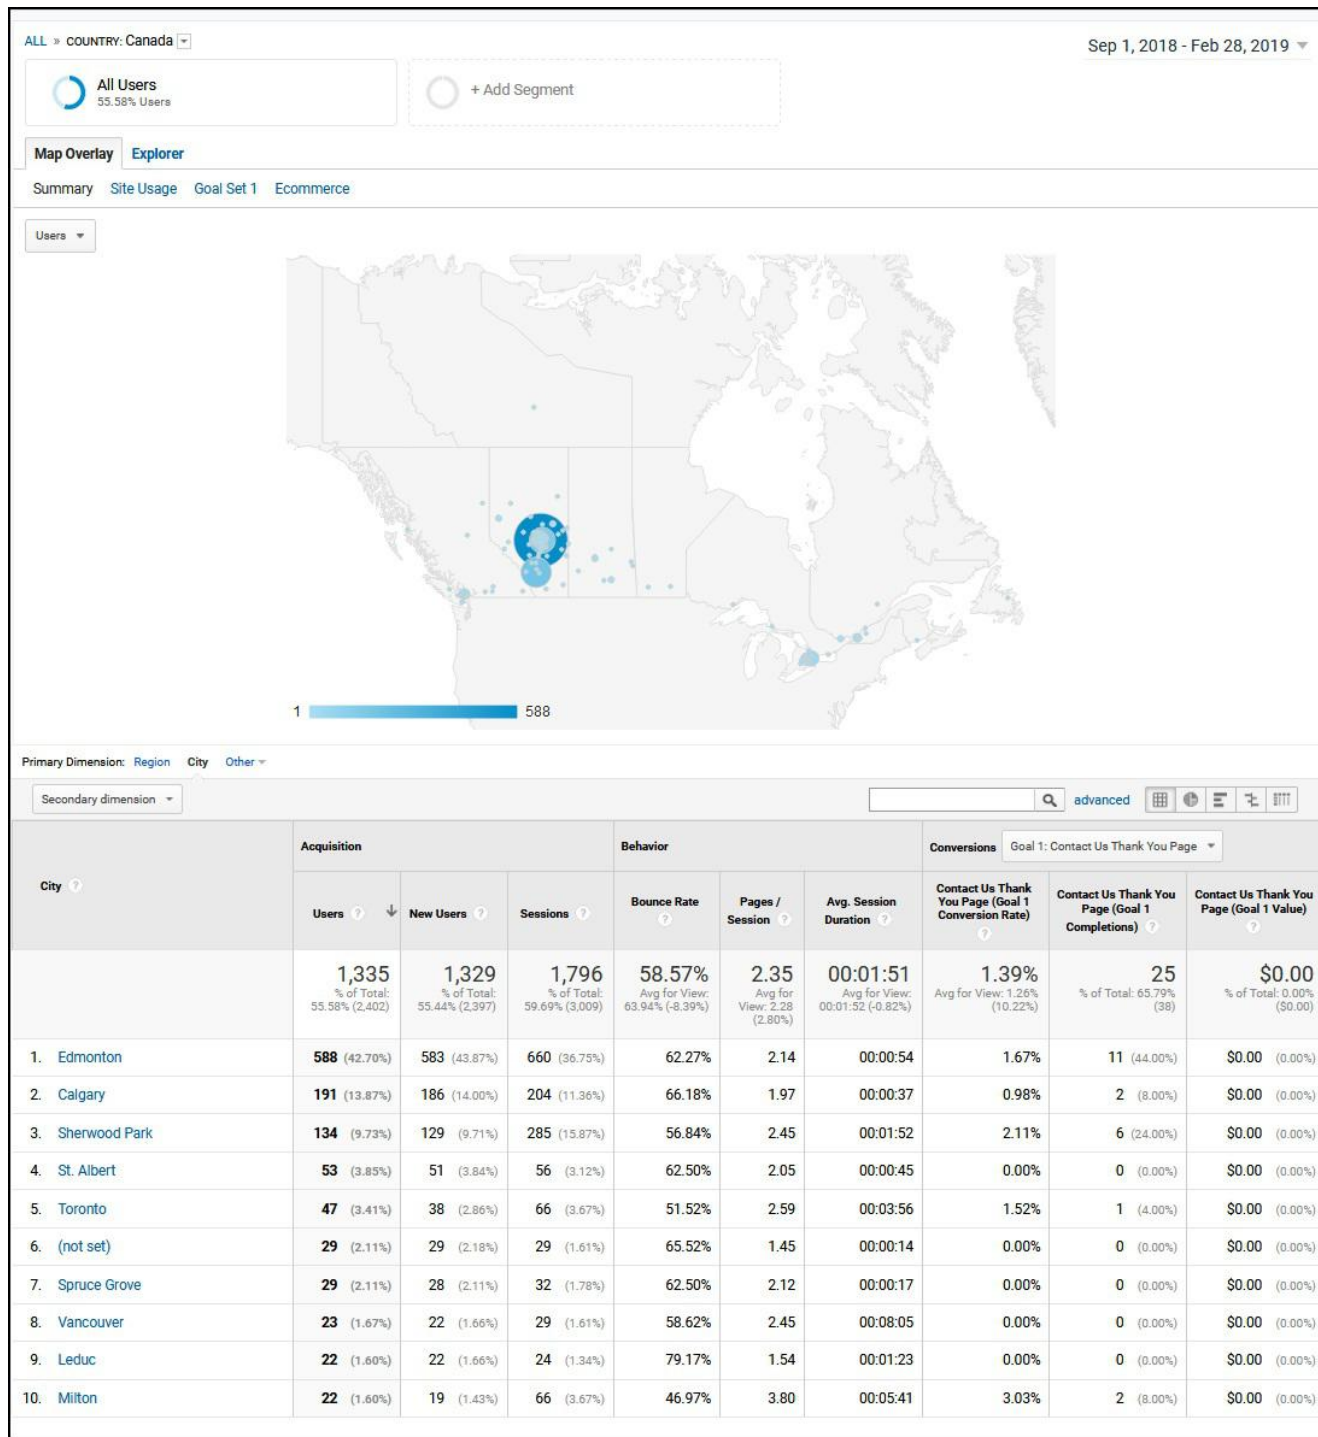 ALL » COUNTRY: Canada
Sep 1, 2018 - Feb 28, 2019
All Users
55.58% Users
+ Add Segment
Map Overlay Explorer
Summary Site Usage Goal Set 1 Ecommerce
Users
1 588
Primary Dimension: Region City Other
Secondary dimension
advanced
Acquisition Behavior Conversions Goal 1: Contact Us Thank You Page
City ?
Users ? New Users ? Sessions ? Bounce Rate ? Pages / Session ? Avg. Session Duration ? Contact Us Thank You Page (Goal 1 Conversion Rate) ? Contact Us Thank You Page (Goal 1 Completions) ? Contact Us Thank You Page (Goal 1 Value) ?
1,335 1,329 1,796 58.57% 2.35 00:01:51 1.39% 25 $0.00
% of Total: 55.58% (2,402) % of Total: 55.44% (2,397) % of Total: 59.69% (3,009) Avg for View: 63.94% (-8.39%) Avg for View: 2.28 (2.80%) Avg for View: 00:01:52 (-0.82%) Avg for View: 1.26% (10.22%) % of Total: 65.79% (38) % of Total: 0.00% ($0.00)
1. Edmonton 588 (42.70%) 583 (43.87%) 660 (36.75%) 62.27% 2.14 00:00:54 1.67% 11 (44.00%) $0.00 (0.00%)
2. Calgary 191 (13.87%) 186 (14.00%) 204 (11.36%) 66.18% 1.97 00:00:37 0.98% 2 (8.00%) $0.00 (0.00%)
3. Sherwood Park 134 (9.73%) 129 (9.71%) 285 (15.87%) 56.84% 2.45 00:01:52 2.11% 6 (24.00%) $0.00 (0.00%)
4. St. Albert 53 (3.85%) 51 (3.84%) 56 (3.12%) 62.50% 2.05 00:00:45 0.00% 0 (0.00%) $0.00 (0.00%)
5. Toronto 47 (3.41%) 38 (2.86%) 66 (3.67%) 51.52% 2.59 00:03:56 1.52% 1 (4.00%) $0.00 (0.00%)
6. (not set) 29 (2.11%) 29 (2.18%) 29 (1.61%) 65.52% 1.45 00:00:14 0.00% 0 (0.00%) $0.00 (0.00%)
7. Spruce Grove 29 (2.11%) 28 (2.11%) 32 (1.78%) 62.50% 2.12 00:00:17 0.00% 0 (0.00%) $0.00 (0.00%)
8. Vancouver 23 (1.67%) 22 (1.66%) 29 (1.61%) 58.62% 2.45 00:08:05 0.00% 0 (0.00%) $0.00 (0.00%)
9. Leduc 22 (1.60%) 22 (1.66%) 24 (1.34%) 79.17% 1.54 00:01:23 0.00% 0 (0.00%) $0.00 (0.00%)
10. Milton 22 (1.60%) 19 (1.43%) 66 (3.67%) 46.97% 3.80 00:05:41 3.03% 2 (8.00%) $0.00 (0.00%)